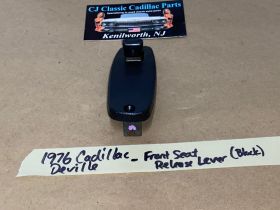 CJ Classic Cadillac Parts
Kenilworth, NJ
1976 Cadillac - Front Seat (Black)
Deville Release Lever